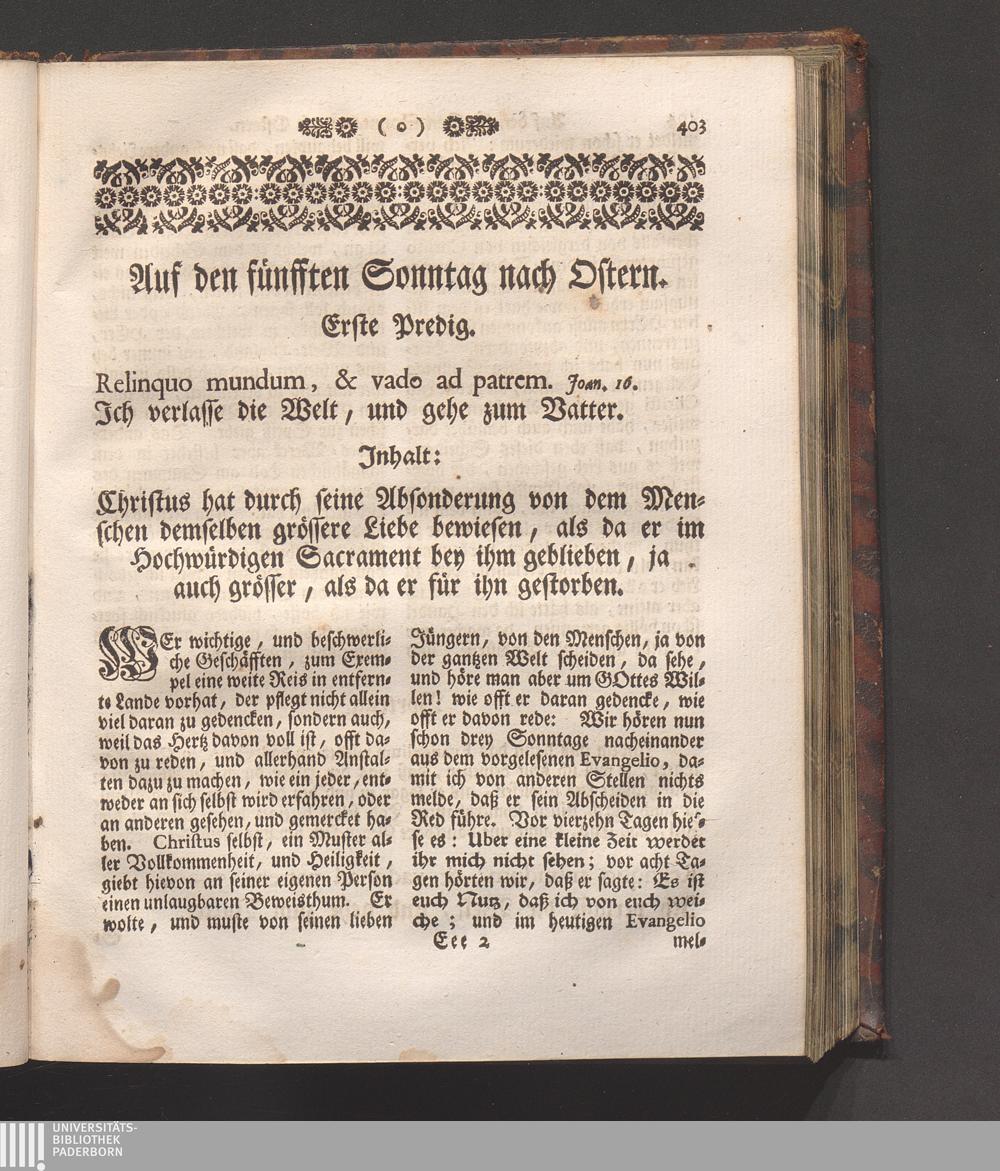 ( o ) 403
Auf den fünfften Sonntag nach Ostern.
Erste Predig.
Relinquo mundum, & vado ad patrem. Joan. 16.
Ich verlasse die Welt, und gehe zum Vatter.
Inhalt:
Christus hat durch seine Absonderung von dem Men-
schen demselben grössere Liebe bewiesen, als da er im
Hochwürdigen Sacrament bey ihm geblieben, ja
auch grösser, als da er für ihn gestorben.
WEr wichtige, und beschwerli-
che Geschäfften, zum Exem-
pel eine weite Reis in entfern-
te Lande vorhat, der pflegt nicht allein
viel daran zu gedencken, sondern auch,
weil das Hertz davon voll ist, offt da-
von zu reden, und allerhand Anstal-
ten dazu zu machen, wie ein jeder, ent-
weder an sich selbst wird erfahren, oder
an anderen gesehen, und gemercket ha-
ben. Christus selbst, ein Muster al-
ler Vollkommenheit, und Heiligkeit,
giebt hievon an seiner eigenen Person
einen unlaugbaren Beweisthum. Er
wolte, und muste von seinen lieben
Jüngern, von den Menschen, ja von
der gantzen Welt scheiden, da sehe,
und höre man aber um GOttes Wil-
len! wie offt er daran gedencke, wie
offt er davon rede: Wir hören nun
schon drey Sonntage nacheinander
aus dem vorgelesenen Evangelio, da-
mit ich von anderen Stellen nichts
melde, daß er sein Abscheiden in die
Red führe. Vor vierzehn Tagen hies-
se es: Uber eine kleine Zeit werdet
ihr mich nicht sehen; vor acht Ta-
gen hörten wir, daß er sagte: Es ist
euch Nutz, daß ich von euch wei-
che; und im heutigen Evangelio
Eee 2 mel-
UNIVERSITÄTS-
BIBLIOTHEK
PADERBORN